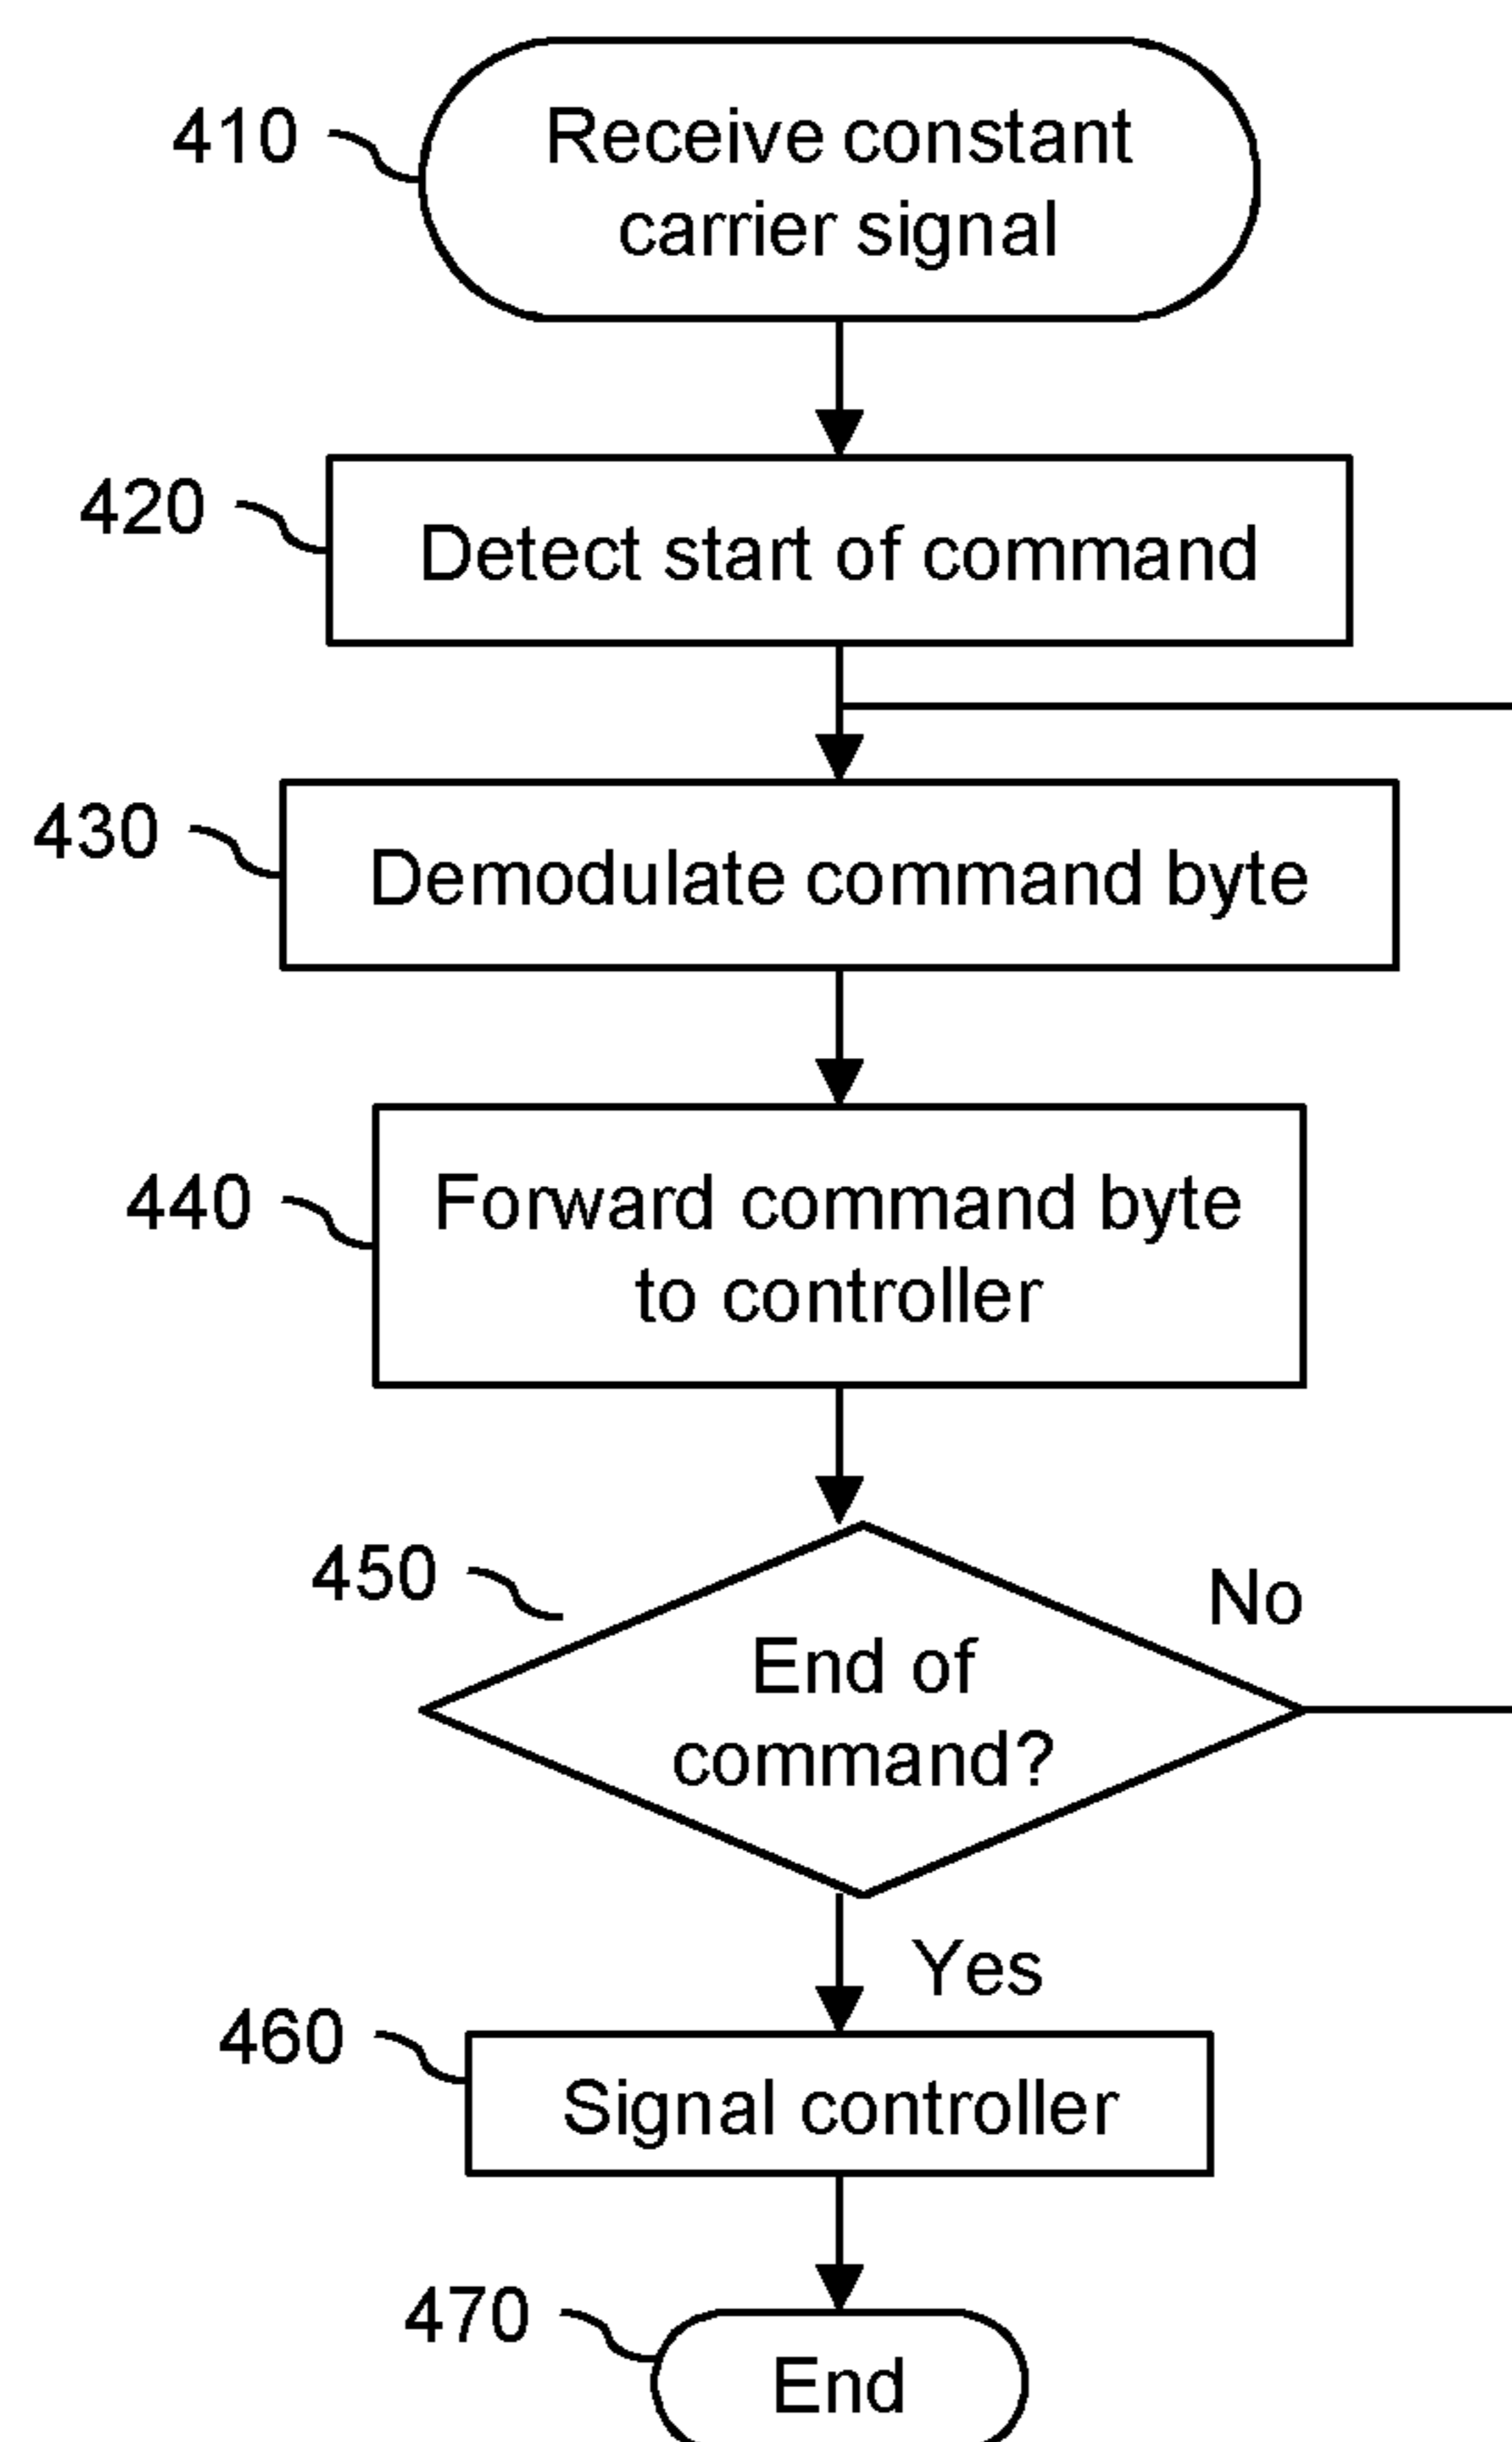 410
Receive constant
carrier signal
420
Detect start of command
430
Demodulate command byte
440
Forward command byte
to controller
450
No
End of
command?
Yes
460
Signal controller
470
End